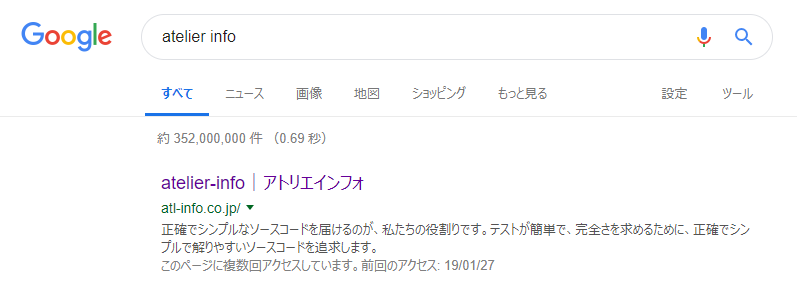 Google
atelier info
すべて ニュース 画像 地図 ショッピング もっと見る 設定 ツール
約 352,000,000 件 (0.69 秒)
atelier-info｜アトリエインフォ
atl-info.co.jp/
正確でシンプルなソースコードを届けるのが、私たちの役割りです。テストが簡単で、完全さを求めるために、正確でシン
プルで解りやすいソースコードを追求します。
このページに複数回アクセスしています。前回のアクセス: 19/01/27